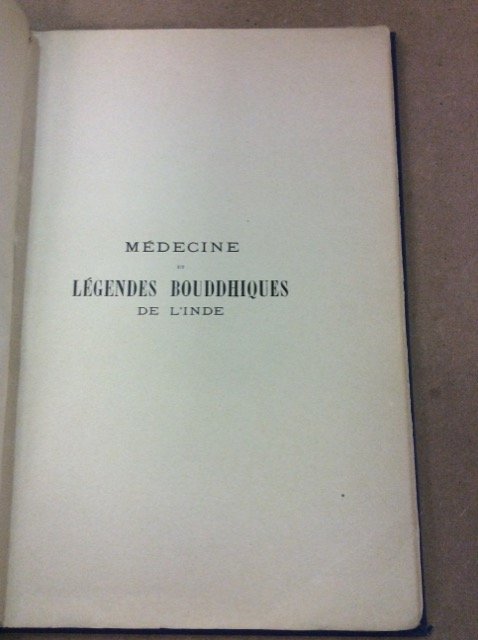 MÉDECINE
ET
LÉGENDES BOUDDHIQUES
DE L'INDE